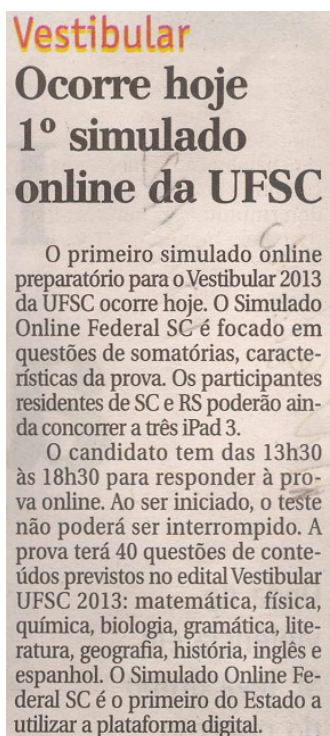 Vestibular
Ocorre hoje
1º simulado
online da UFSC
O primeiro simulado online
preparatório para o Vestibular 2013
da UFSC ocorre hoje. O Simulado
Online Federal SC é focado em
questões de somatórias, caracte-
rísticas da prova. Os participantes
residentes de SC e RS poderão ain-
da concorrer a três iPad 3.
O candidato tem das 13h30
às 18h30 para responder à pro-
va online. Ao ser iniciado, o teste
não poderá ser interrompido. A
prova terá 40 questões de conte-
údos previstos no edital Vestibular
UFSC 2013: matemática, física,
química, biologia, gramática, lite-
ratura, geografia, história, inglês e
espanhol. O Simulado Online Fe-
deral SC é o primeiro do Estado a
utilizar a plataforma digital.